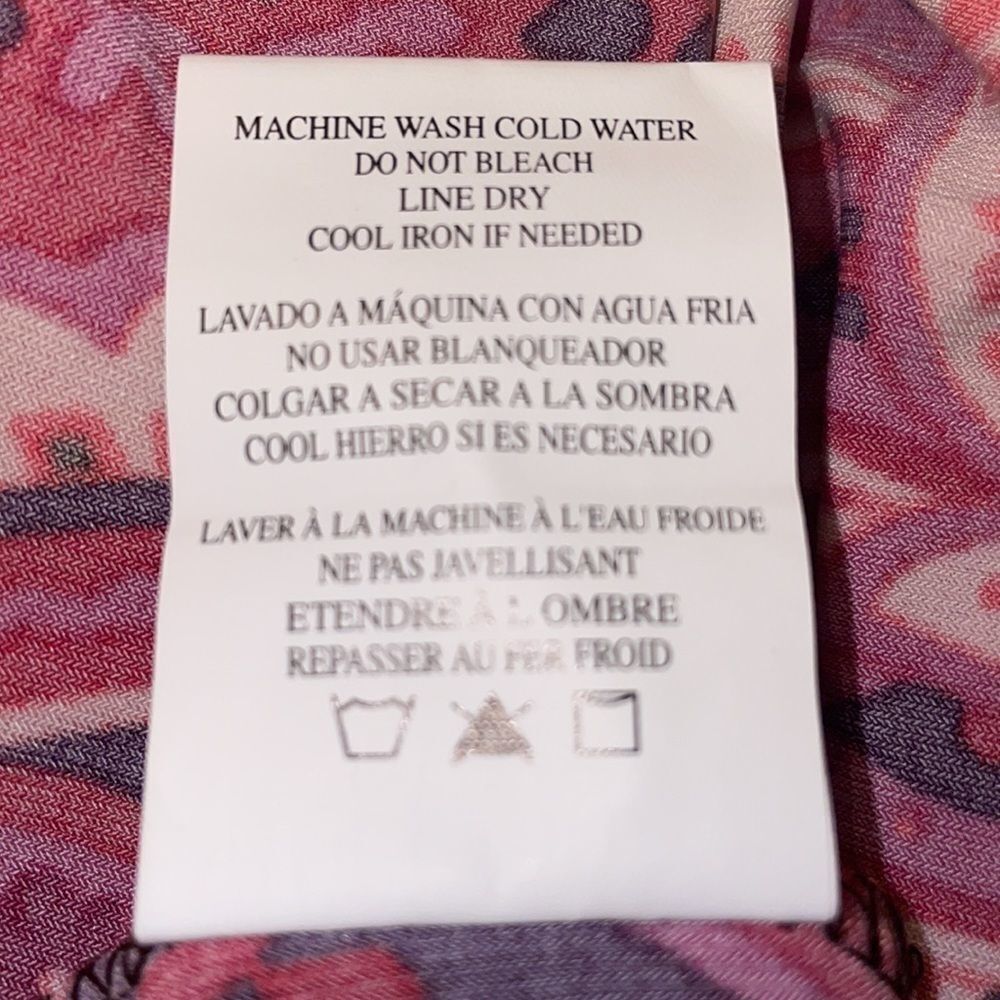 MACHINE WASH COLD WATER
DO NOT BLEACH
LINE DRY
COOL IRON IF NEEDED
LAVADO A MÁQUINA CON AGUA FRIA
NO USAR BLANQUEADOR
COLGAR A SECAR A LA SOMBRA
COOL HIERRO SI ES NECESARIO
LAVER À LA MACHINE À L'EAU FROIDE
NE PAS JAVELLISANT
ETENDRE À L OMBRE
REPASSER AU FER FROID